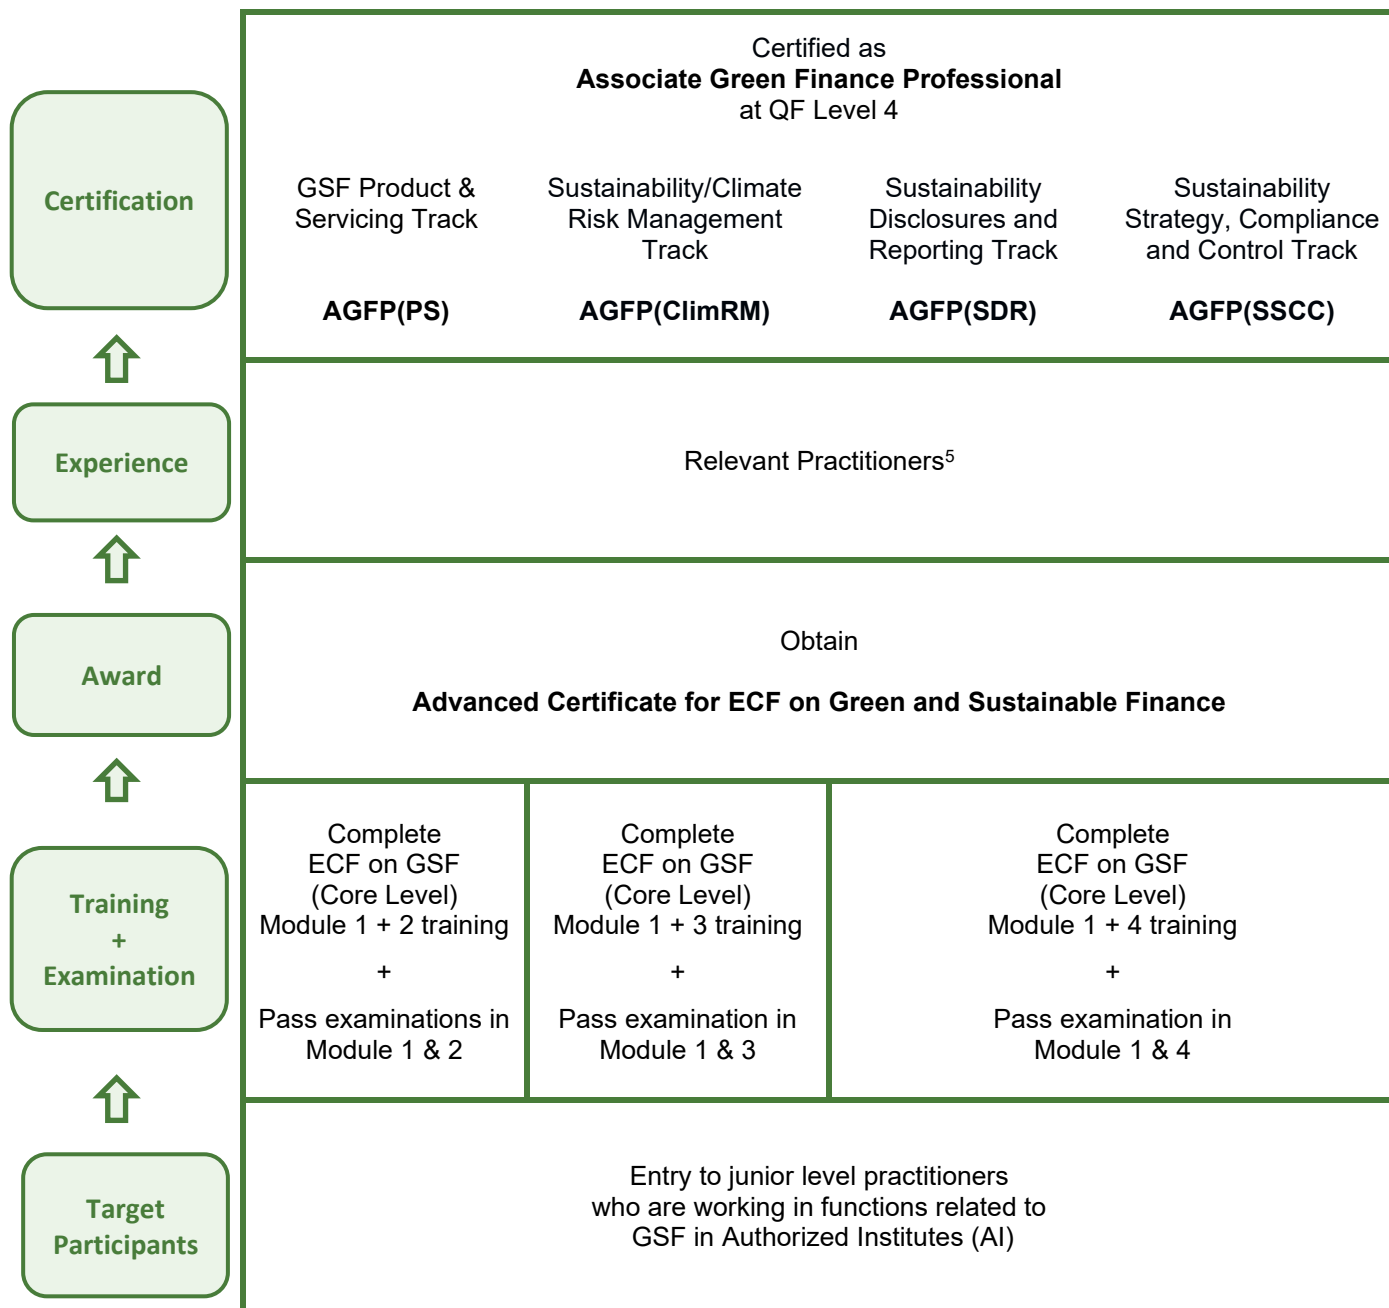 Certification
Certified as
Associate Green Finance Professional
at QF Level 4
GSF Product &
Servicing Track
AGFP(PS)
Sustainability/Climate
Risk Management
Track
AGFP(ClimRM)
Sustainability
Disclosures and
Reporting Track
AGFP(SDR)
Sustainability
Strategy, Compliance
and Control Track
AGFP(SSCC)
Experience
Relevant Practitioners⁵
Award
Obtain
Advanced Certificate for ECF on Green and Sustainable Finance
Training
+
Examination
Complete
ECF on GSF
(Core Level)
Module 1 + 2 training
+
Pass examinations in
Module 1 & 2
Complete
ECF on GSF
(Core Level)
Module 1 + 3 training
+
Pass examination in
Module 1 & 3
Complete
ECF on GSF
(Core Level)
Module 1 + 4 training
+
Pass examination in
Module 1 & 4
Target
Participants
Entry to junior level practitioners
who are working in functions related to
GSF in Authorized Institutes (AI)